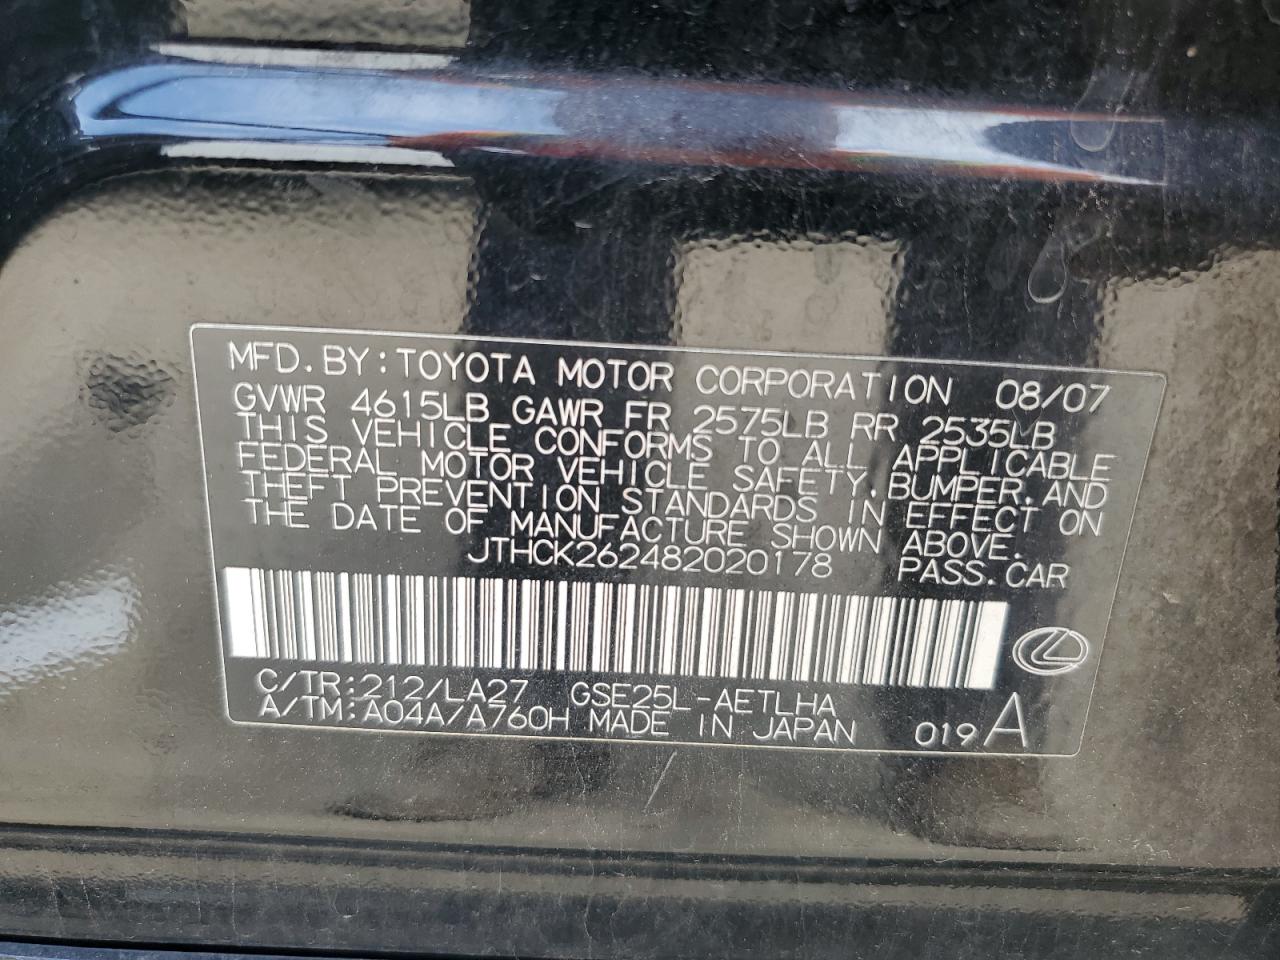 MFD.BY:TOYOTA MOTOR CORPORATION 08/07
GVWR 4615LB GAWR FR 2575LB RR 2535LB
THIS VEHICLE CONFORMS TO ALL APPLICABLE
FEDERAL MOTOR VEHICLE SAFETY,BUMPER,AND
THEFT PREVENTION STANDARDS IN EFFECT ON
THE DATE OF MANUFACTURE SHOWN ABOVE.
JTHCK262482020178 PASS.CAR
C/TR:212/LA27 GSE25L-AETLHA
A/TM:A04A/A760H MADE IN JAPAN 019A